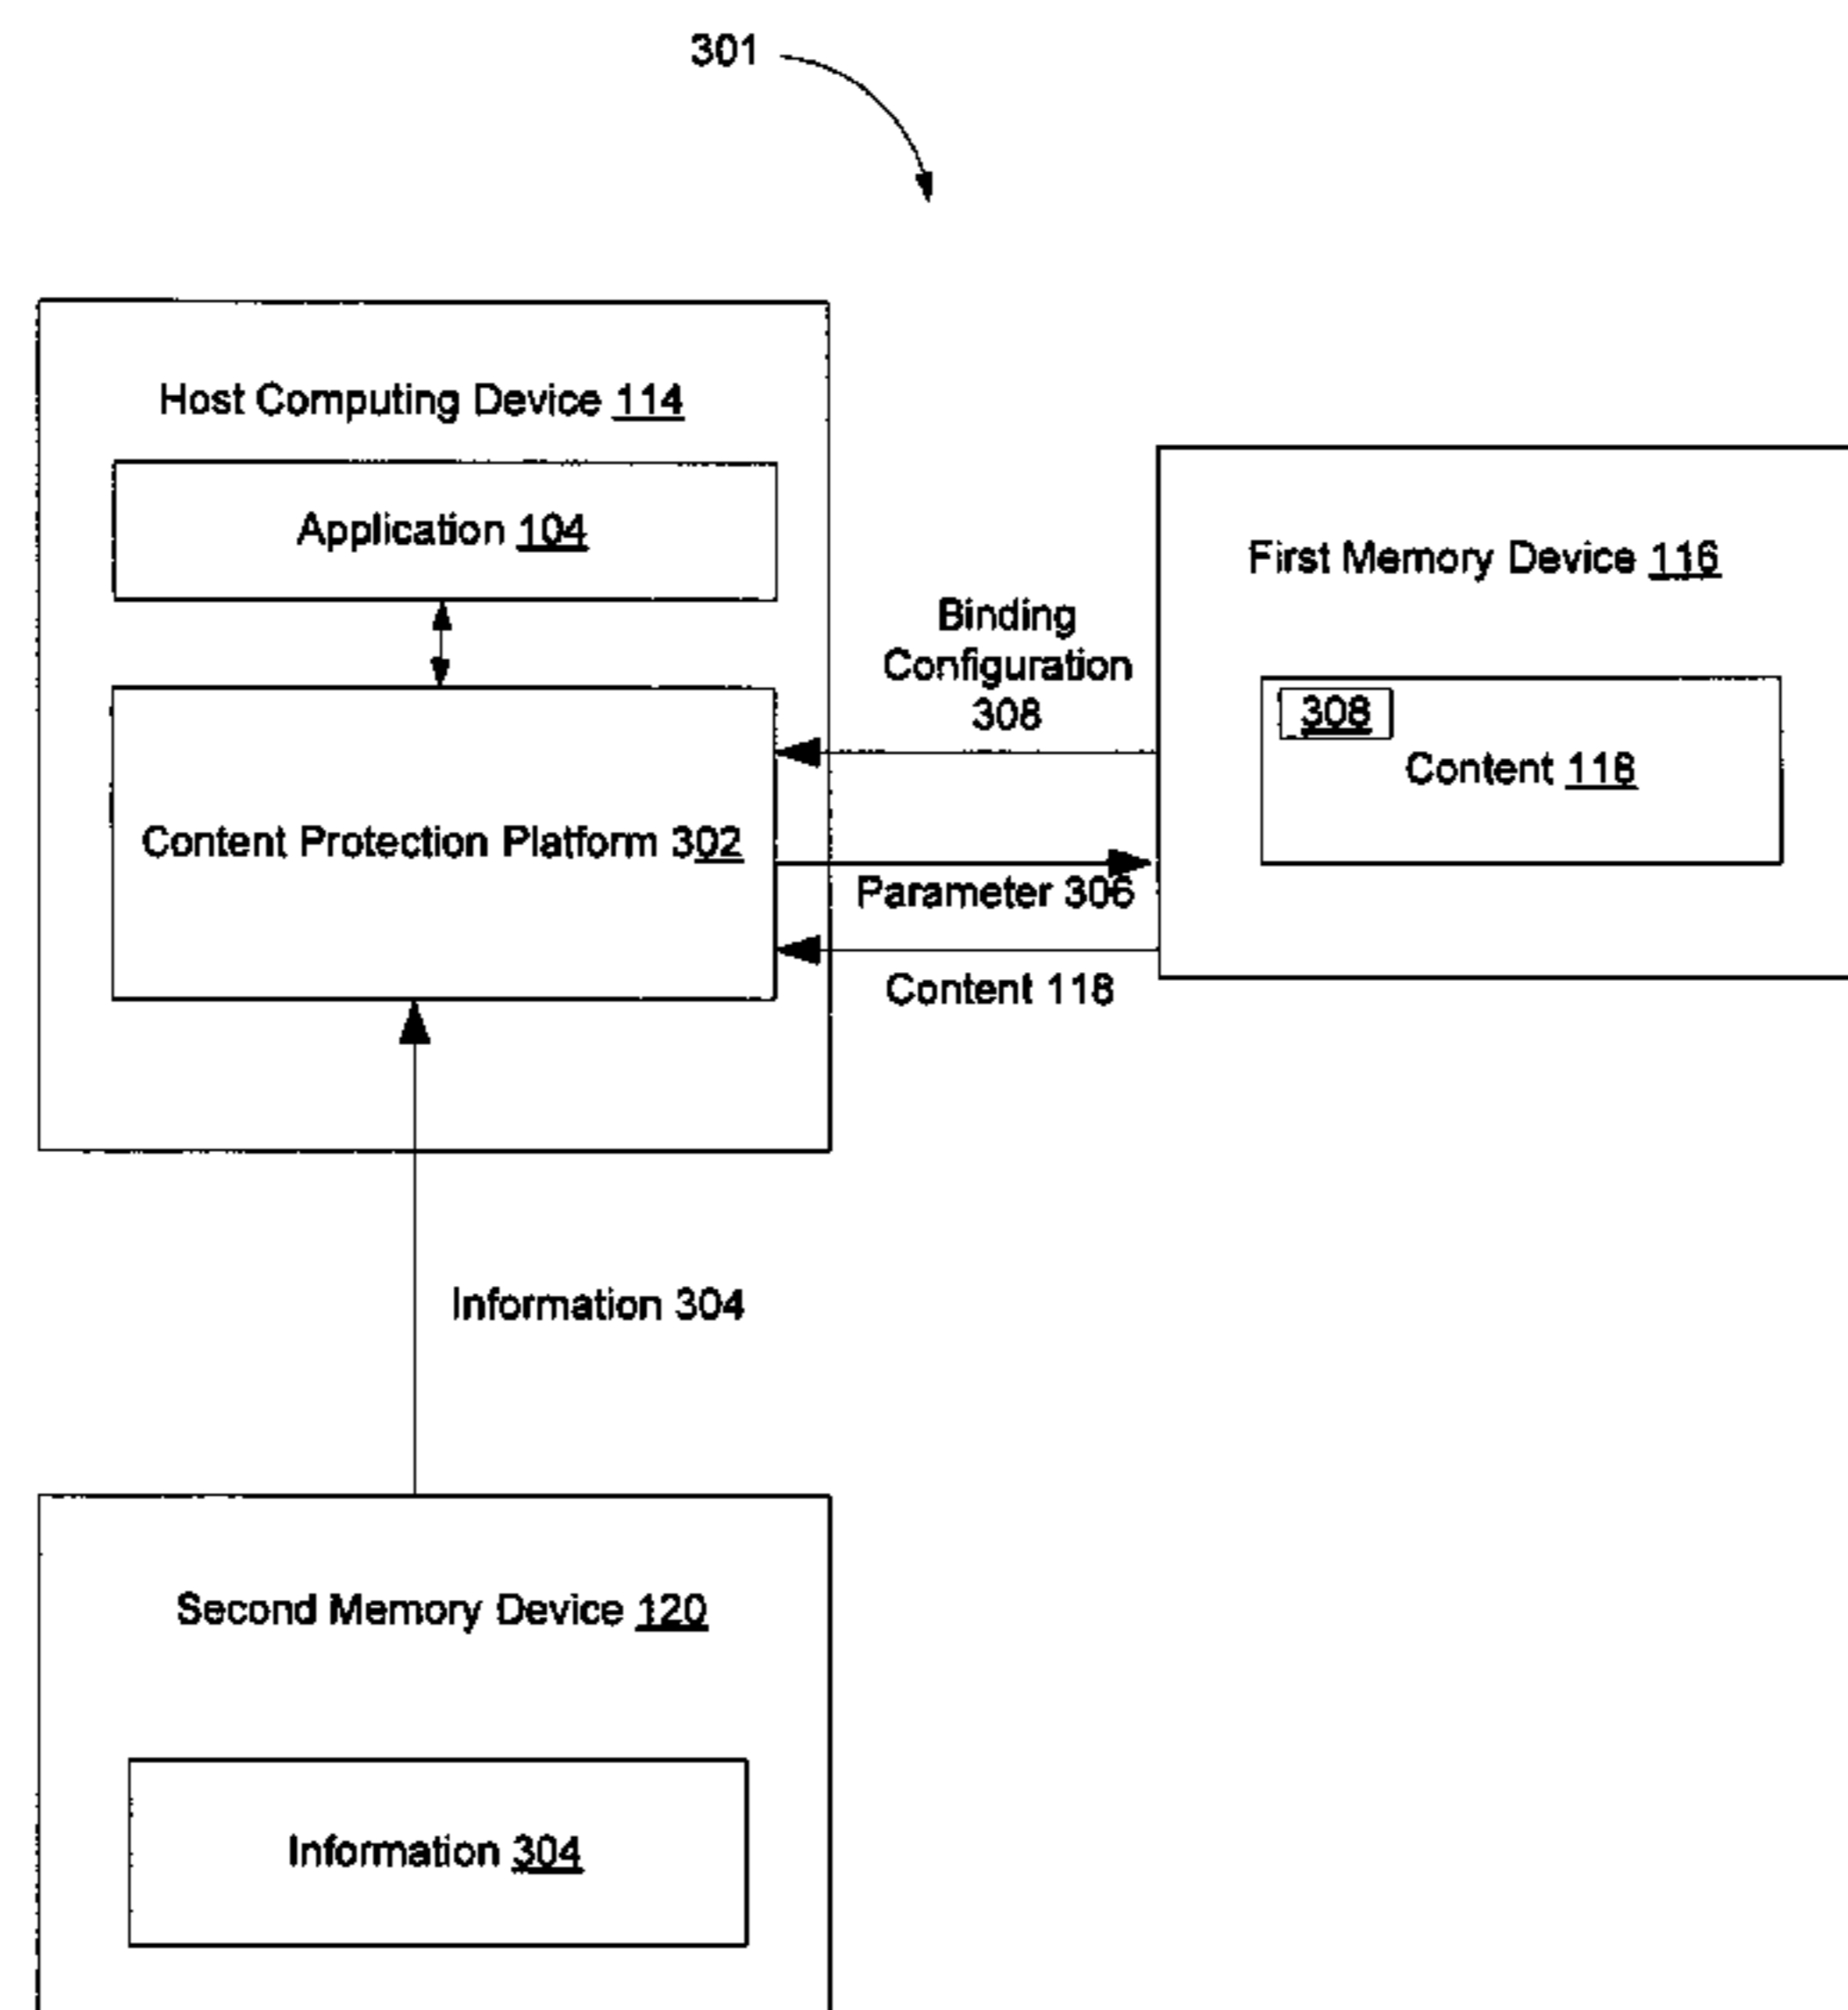 301
Host Computing Device 114
Application 104
Content Protection Platform 302
Binding
Configuration
308
Parameter 306
Content 118
First Memory Device 116
308
Content 118
Information 304
Second Memory Device 120
Information 304